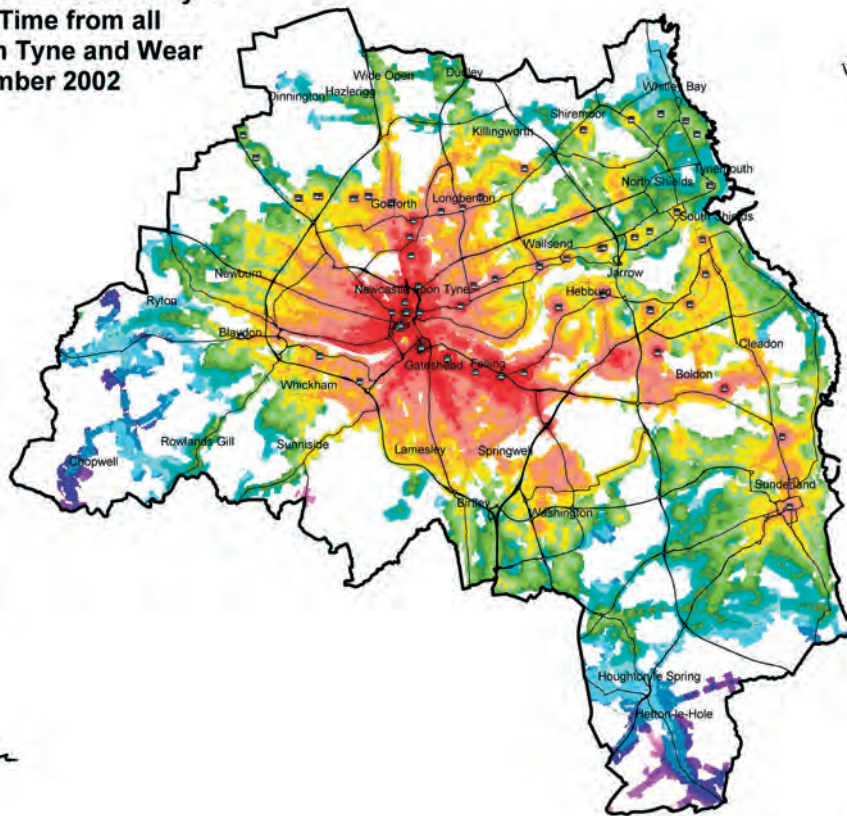 Time from all
Tyne and Wear
mber 2002
Wide Open
Dudley
Whitley Bay
Dinnington
Hazlerigg
Shiremoor
Killingworth
Tynemouth
North Shields
Gosforth
Longbenton
South Shields
Wallsend
Newburn
Jarrow
Ryton
Newcastle Upon Tyne
Hebburn
Blaydon
Cleadon
Gateshead
Felling
Boldon
Whickham
Rowlands Gill
Sunniside
Lamesley
Springwell
Chopwell
Sunderland
Birtley
Washington
Houghton le Spring
Hetton-le-Hole